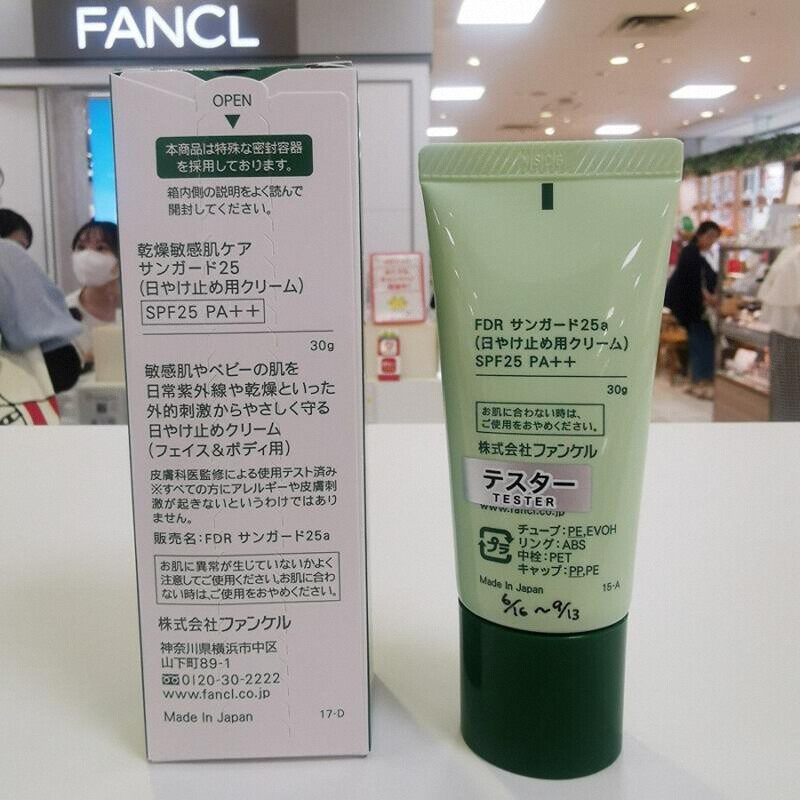 FANCL
OPEN
本商品は特殊な密封容器
を採用しております。
箱内側の説明をよく読んで
開封してください。
乾燥敏感肌ケア
サンガード25
(日やけ止め用クリーム)
SPF25 PA++
30g
敏感肌やベビーの肌を
日常紫外線や乾燥といった
外的刺激からやさしく守る
日やけ止めクリーム
(フェイス&ボディ用)
皮膚科医監修による使用テスト済み
※すべての方にアレルギーや皮膚刺
激が起きないというわけではあり
ません。
販売名:FDR サンガード25a
お肌に異常が生じていないかよく
注意してご使用ください。お肌に合わ
ない時は、ご使用をおやめください。
株式会社ファンケル
神奈川県横浜市中区
山下町89-1
0120-30-2222
www.fancl.co.jp
Made In Japan 17-D
FDR サンガード25a
(日やけ止め用クリーム)
SPF25 PA++
30g
お肌に合わない時は、
ご使用をおやめください。
株式会社ファンケル
テスター
TESTER
www.fancl.co.jp
プラ
チューブ:PE,EVOH
リング:ABS
中栓:PET
キャップ:PP,PE
Made In Japan 15-A
6/16 ~ 9/13